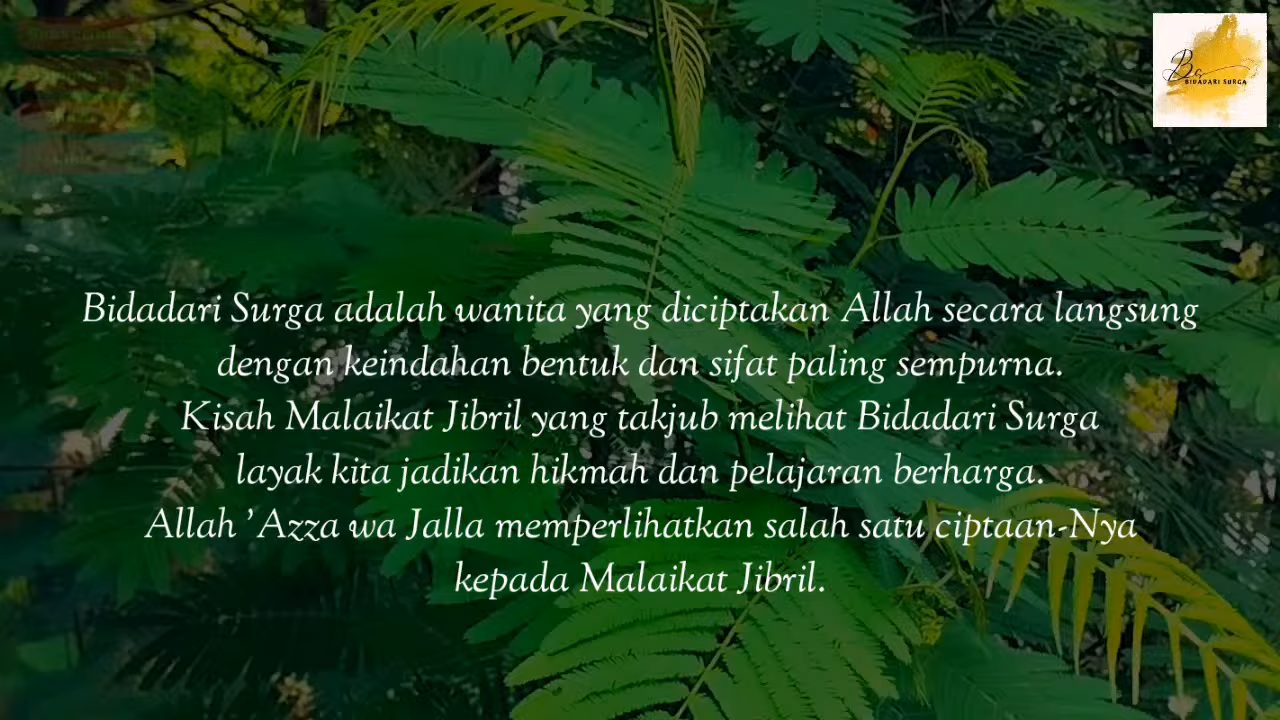 Bs
BIDADARI SURGA
Bidadari Surga adalah wanita yang diciptakan Allah secara langsung
dengan keindahan bentuk dan sifat paling sempurna.
Kisah Malaikat Jibril yang takjub melihat Bidadari Surga
layak kita jadikan hikmah dan pelajaran berharga.
Allah 'Azza wa Jalla memperlihatkan salah satu ciptaan-Nya
kepada Malaikat Jibril.